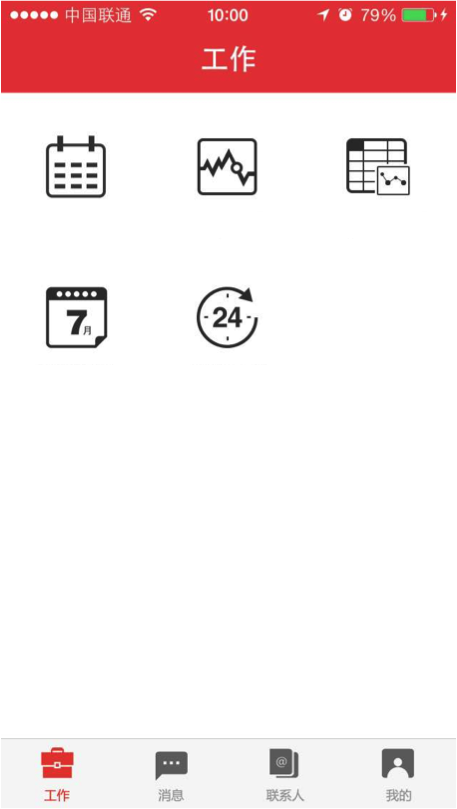 中国联通 10:00 79%
工作
7月
24
@
工作 消息 联系人 我的